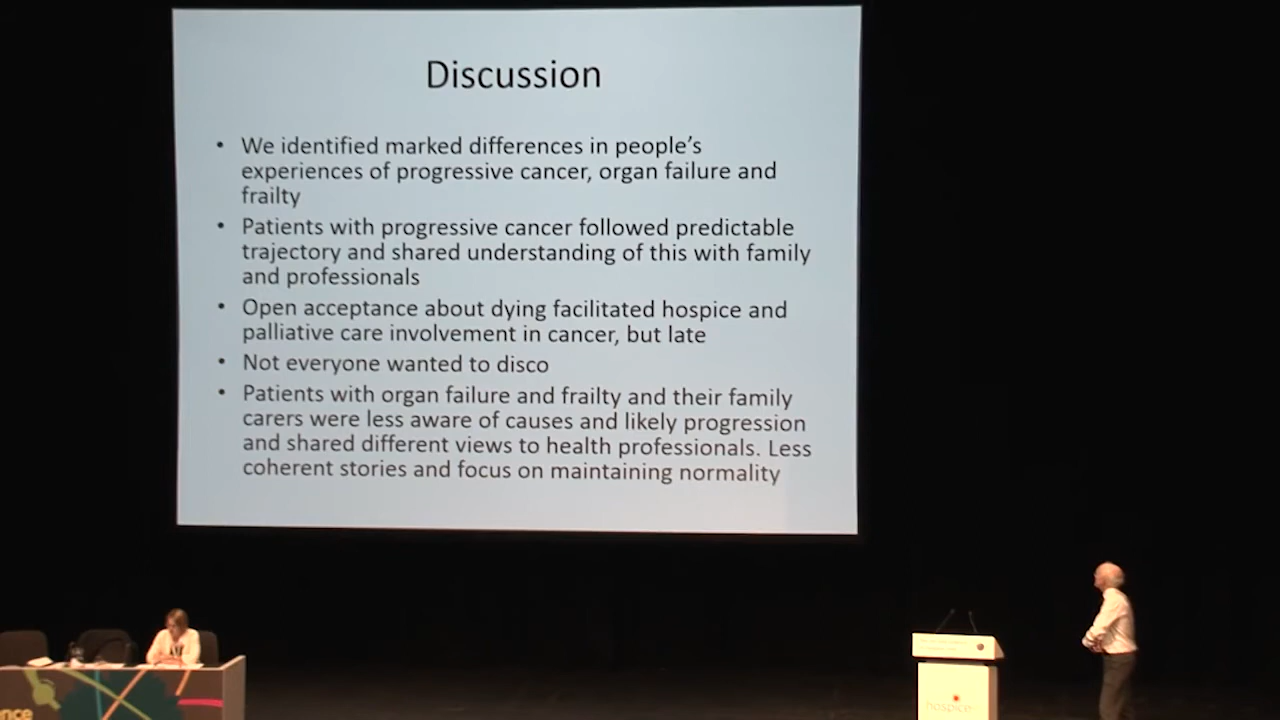 Discussion
• We identified marked differences in people’s
experiences of progressive cancer, organ failure and
frailty
• Patients with progressive cancer followed predictable
trajectory and shared understanding of this with family
and professionals
• Open acceptance about dying facilitated hospice and
palliative care involvement in cancer, but late
• Not everyone wanted to disco
• Patients with organ failure and frailty and their family
carers were less aware of causes and likely progression
and shared different views to health professionals. Less
coherent stories and focus on maintaining normality
ence
hospice